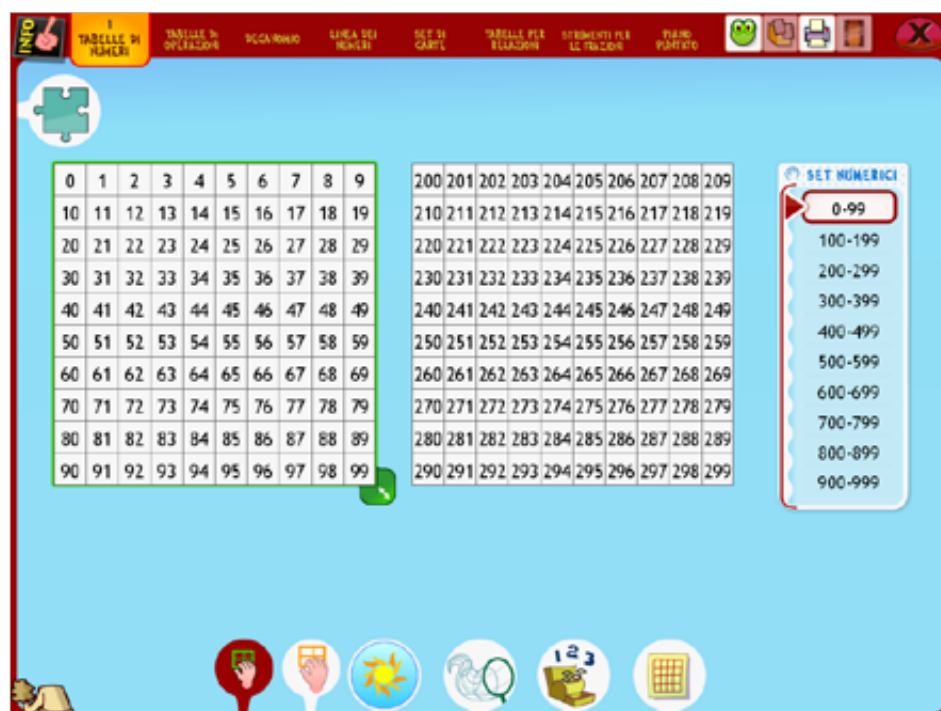 INFO
1
TABELLE DI
NUMERI
TABELLE DI
OPERAZIONI
DECANOMIO
LINEA DEI
NUMERI
SET DI
CARTE
TABELLE PER
RELAZIONI
STRUMENTI PER
LE FRAZIONI
PIANO
PUNTATO
X
0 1 2 3 4 5 6 7 8 9
10 11 12 13 14 15 16 17 18 19
20 21 22 23 24 25 26 27 28 29
30 31 32 33 34 35 36 37 38 39
40 41 42 43 44 45 46 47 48 49
50 51 52 53 54 55 56 57 58 59
60 61 62 63 64 65 66 67 68 69
70 71 72 73 74 75 76 77 78 79
80 81 82 83 84 85 86 87 88 89
90 91 92 93 94 95 96 97 98 99
200 201 202 203 204 205 206 207 208 209
210 211 212 213 214 215 216 217 218 219
220 221 222 223 224 225 226 227 228 229
230 231 232 233 234 235 236 237 238 239
240 241 242 243 244 245 246 247 248 249
250 251 252 253 254 255 256 257 258 259
260 261 262 263 264 265 266 267 268 269
270 271 272 273 274 275 276 277 278 279
280 281 282 283 284 285 286 287 288 289
290 291 292 293 294 295 296 297 298 299
SET NUMERICI
0-99
100-199
200-299
300-399
400-499
500-599
600-699
700-799
800-899
900-999
1 2 3